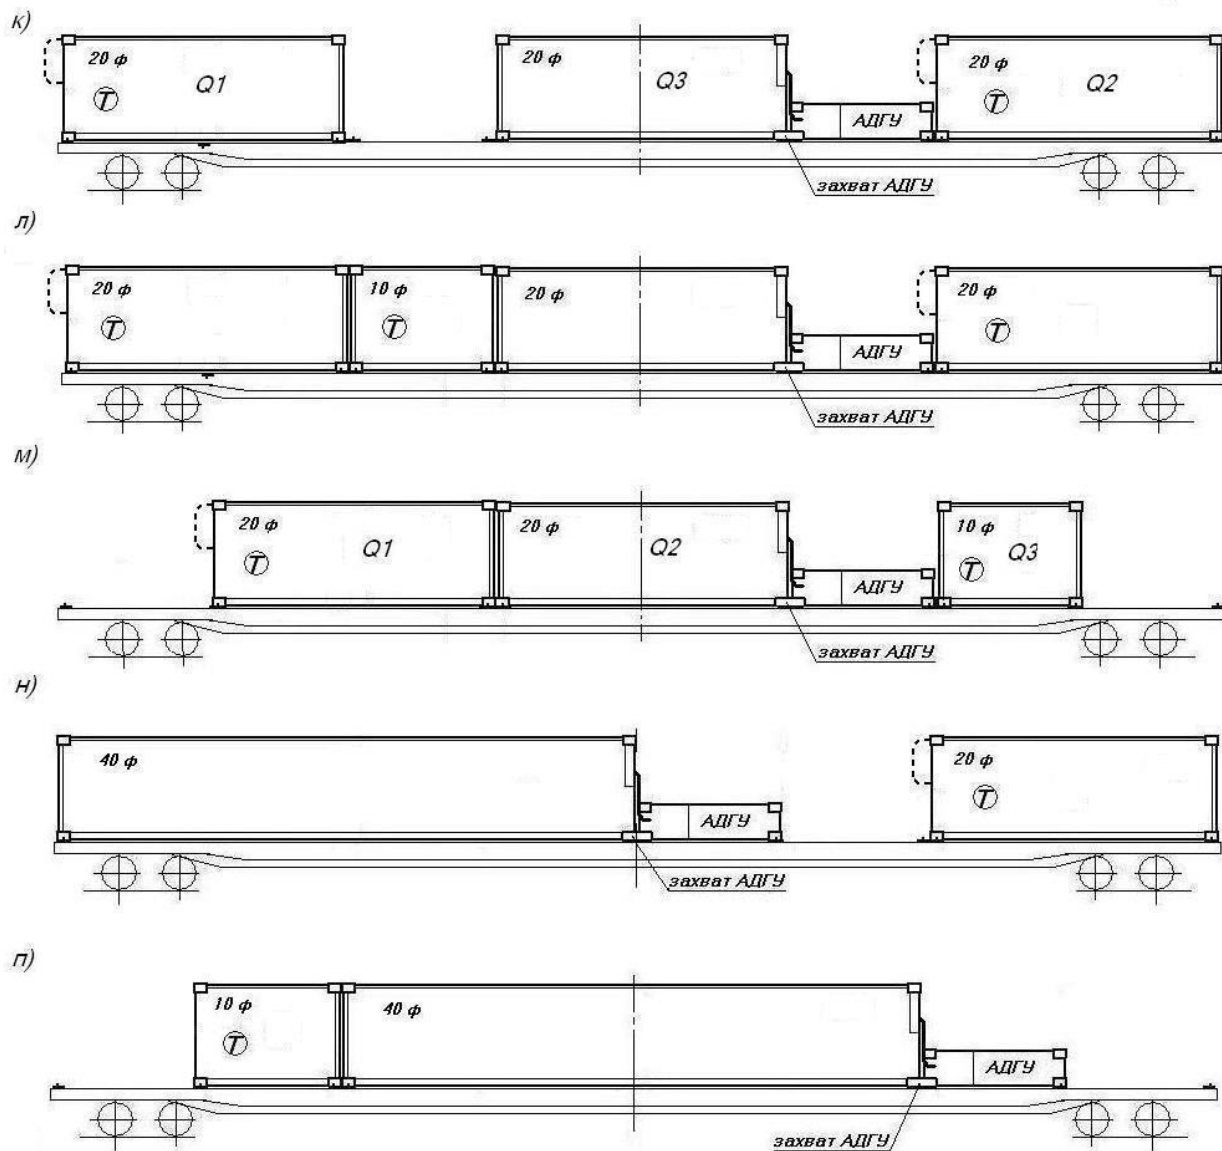 к)
20 ф Q1 20 ф Q3 20 ф Q2
Т Т
АДГУ
захват АДГУ
л)
20 ф 10 ф 20 ф 20 ф
Т Т Т
АДГУ
захват АДГУ
м)
20 ф Q1 20 ф Q2 10 ф Q3
Т Т
АДГУ
захват АДГУ
н)
40 ф 20 ф
Т
АДГУ
захват АДГУ
п)
10 ф 40 ф
Т
АДГУ
захват АДГУ